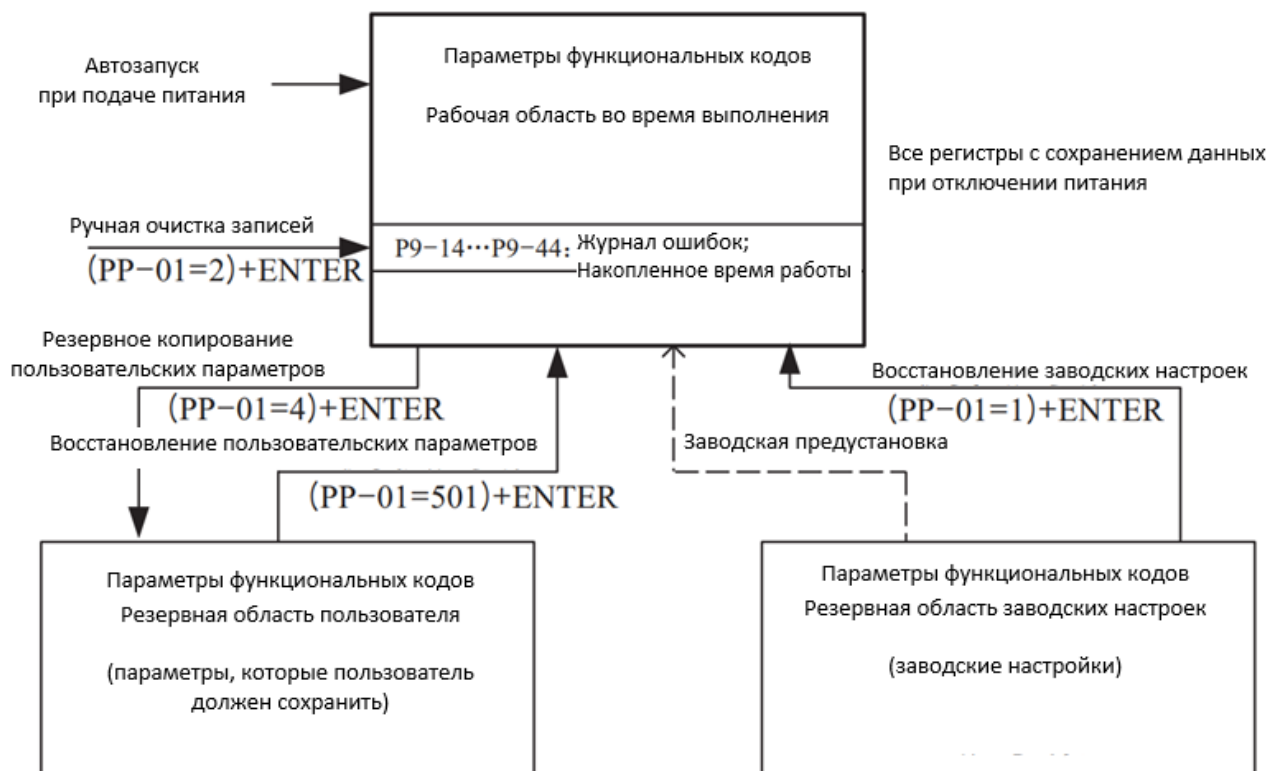 Автозапуск
при подаче питания
Параметры функциональных кодов
Рабочая область во время выполнения
Все регистры с сохранением данных
при отключении питания
Ручная очистка записей
(PP-01=2)+ENTER
P9-14…P9-44: Журнал ошибок;
Накопленное время работы
Резервное копирование
пользовательских параметров
(PP-01=4)+ENTER
Восстановление пользовательских параметров
(PP-01=501)+ENTER
Восстановление заводских настроек
(PP-01=1)+ENTER
Заводская предустановка
Параметры функциональных кодов
Резервная область пользователя
(параметры, которые пользователь
должен сохранить)
Параметры функциональных кодов
Резервная область заводских настроек
(заводские настройки)